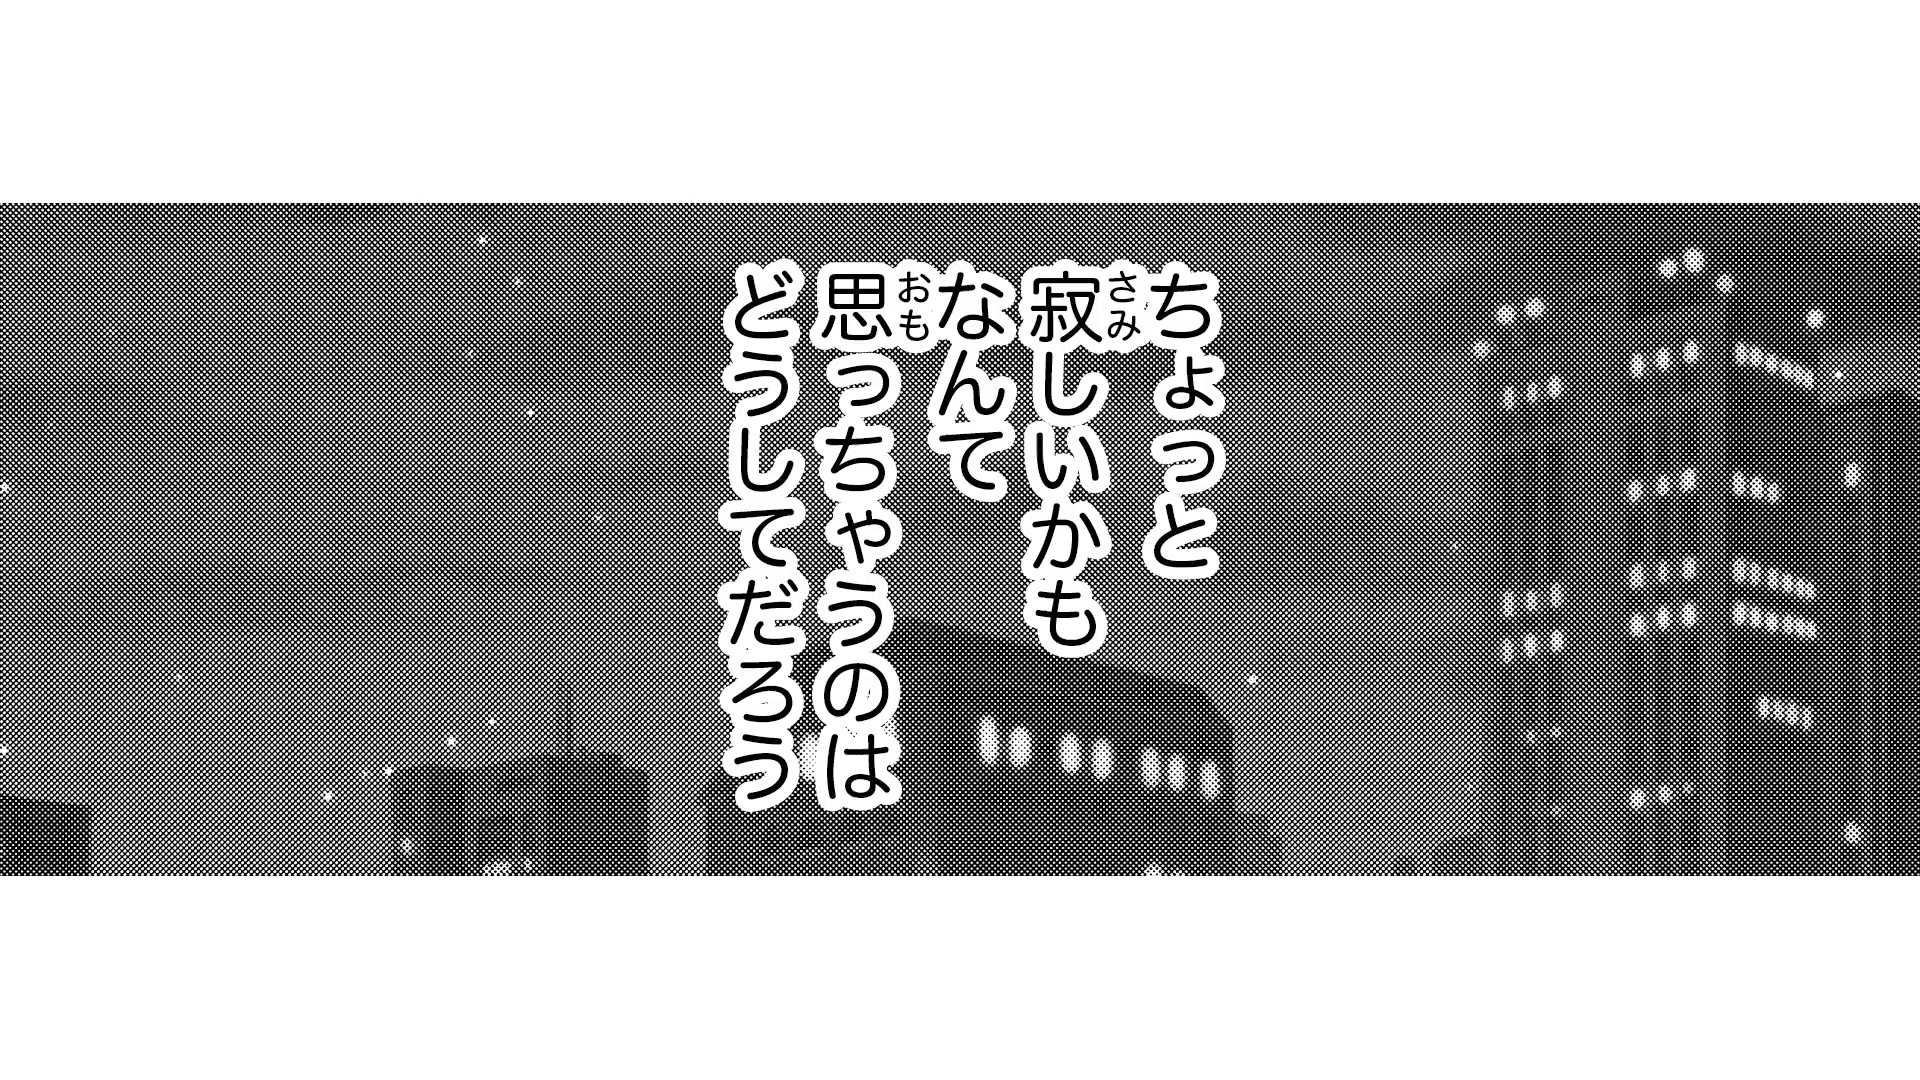 ちょっと
寂しいかも
なんて
思っちゃうのは
どうしてだろう